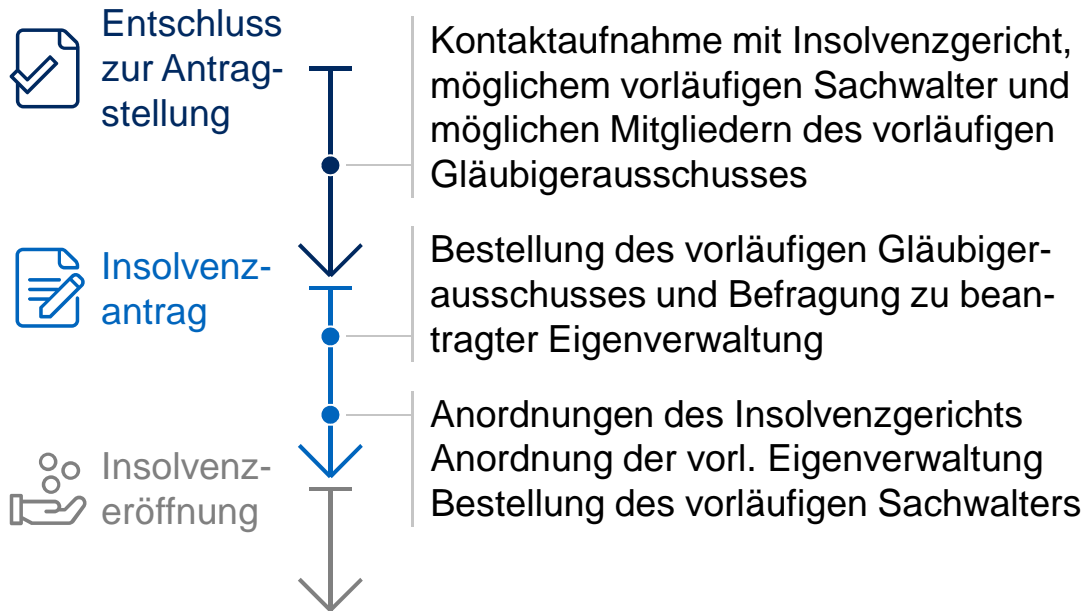 Entschluss
zur Antrag-
stellung
Kontaktaufnahme mit Insolvenzgericht,
möglichem vorläufigen Sachwalter und
möglichen Mitgliedern des vorläufigen
Gläubigerausschusses
Insolvenz-
antrag
Bestellung des vorläufigen Gläubiger-
ausschusses und Befragung zu bean-
tragter Eigenverwaltung
Anordnungen des Insolvenzgerichts
Anordnung der vorl. Eigenverwaltung
Bestellung des vorläufigen Sachwalters
Insolvenz-
eröffnung